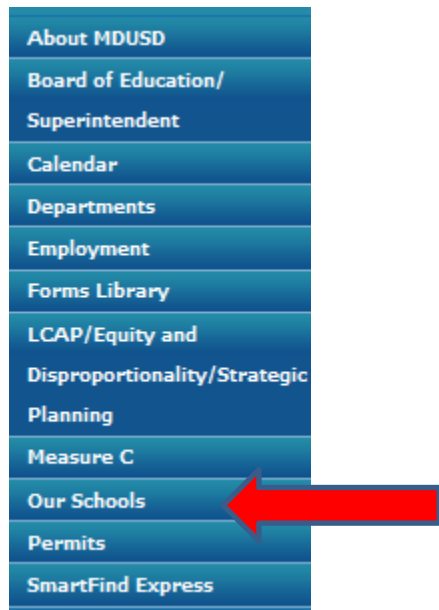 About MDUSD
Board of Education/
Superintendent
Calendar
Departments
Employment
Forms Library
LCAP/Equity and
Disproportionality/Strategic
Planning
Measure C
Our Schools
Permits
SmartFind Express